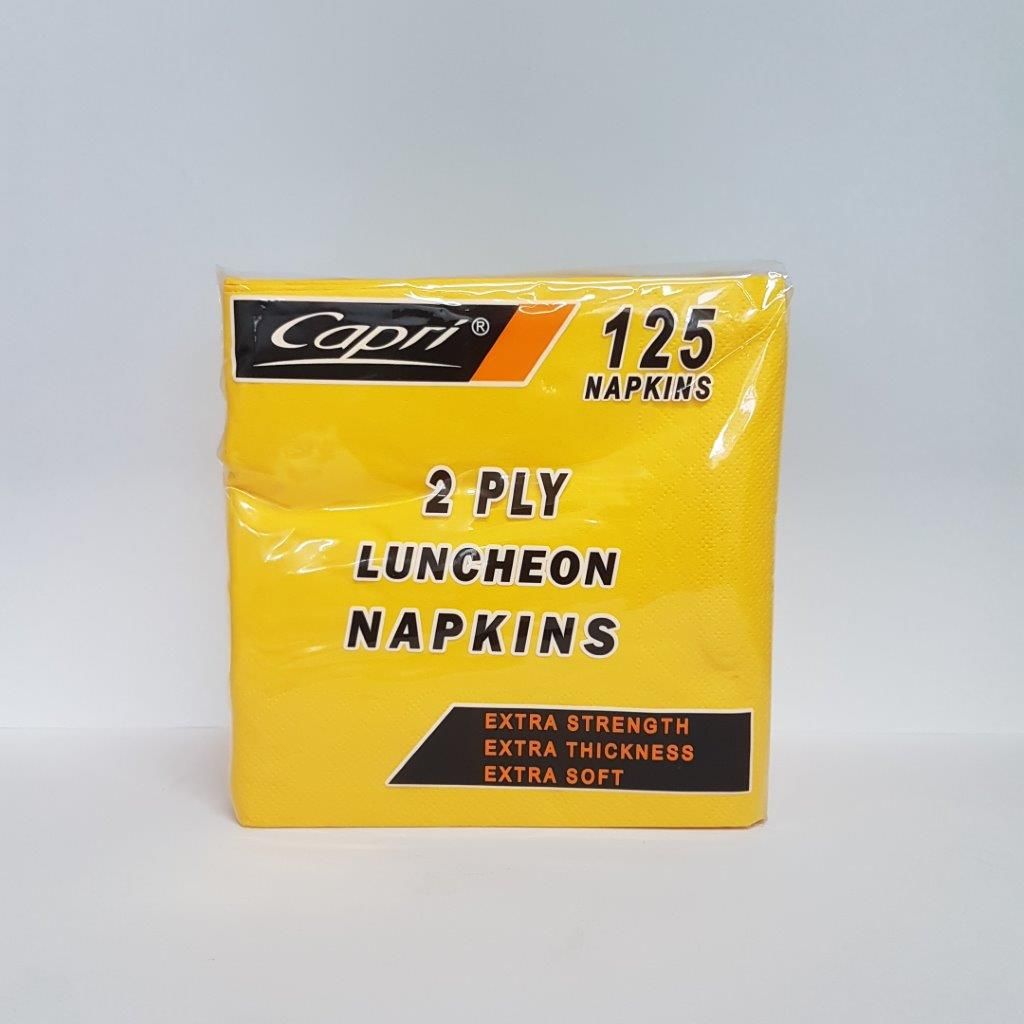 Capri®
125
NAPKINS
2 PLY
LUNCHEON
NAPKINS
EXTRA STRENGTH
EXTRA THICKNESS
EXTRA SOFT